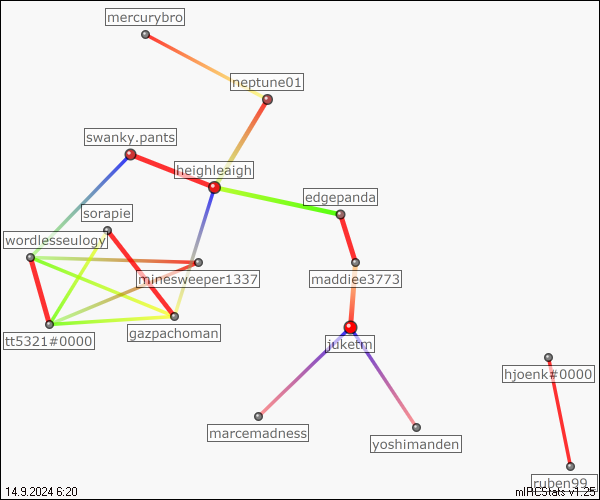 mercurybro
neptune01
swanky.pants
heighleaigh
edgepanda
sorapie
wordlesseulogy
minesweeper1337
maddiee3773
gazpachoman
tt5321#0000
juketm
hjoenk#0000
marcemadness
yoshimanden
ruben99_
14.9.2024 6:20
mIRCStats v1.25